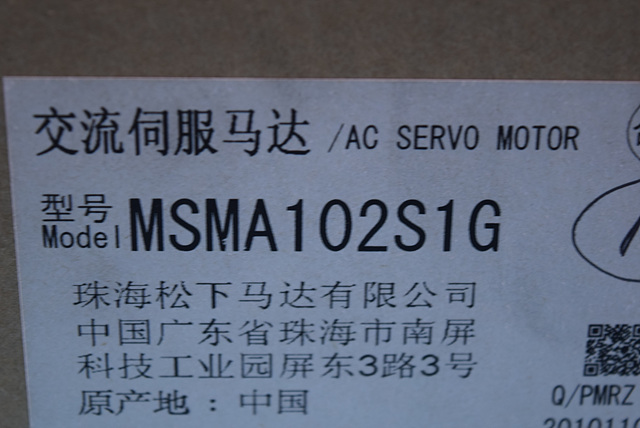 交流伺服马达 /AC SERVO MOTOR
型号
Model MSMA102S1G
珠海松下马达有限公司
中国广东省珠海市南屏
科技工业园屏东3路3号
原产地：中国
Q/PMRZ